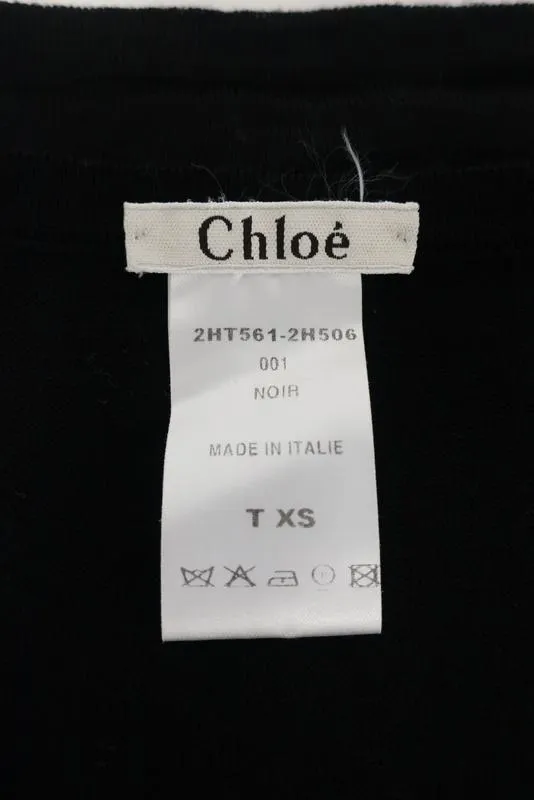 Chloé
2HT561-2H506
001
NOIR
MADE IN ITALIE
T XS